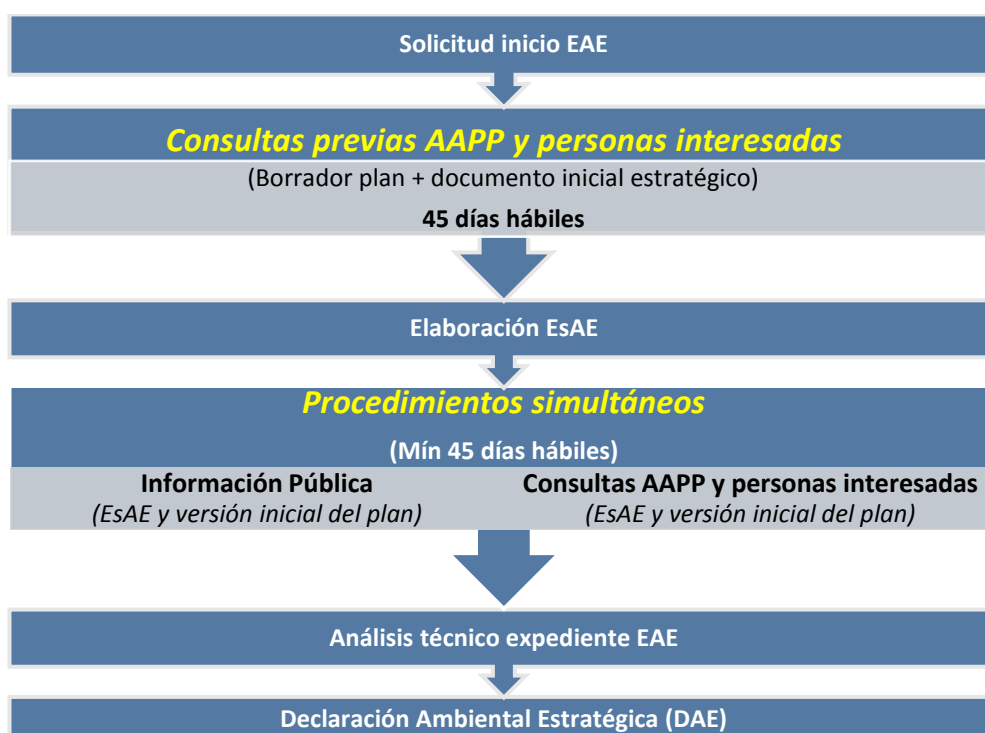 Solicitud inicio EAE
Consultas previas AAPP y personas interesadas
(Borrador plan + documento inicial estratégico)
45 días hábiles
Elaboración EsAE
Procedimientos simultáneos
(Mín 45 días hábiles)
Información Pública
(EsAE y versión inicial del plan)
Consultas AAPP y personas interesadas
(EsAE y versión inicial del plan)
Análisis técnico expediente EAE
Declaración Ambiental Estratégica (DAE)